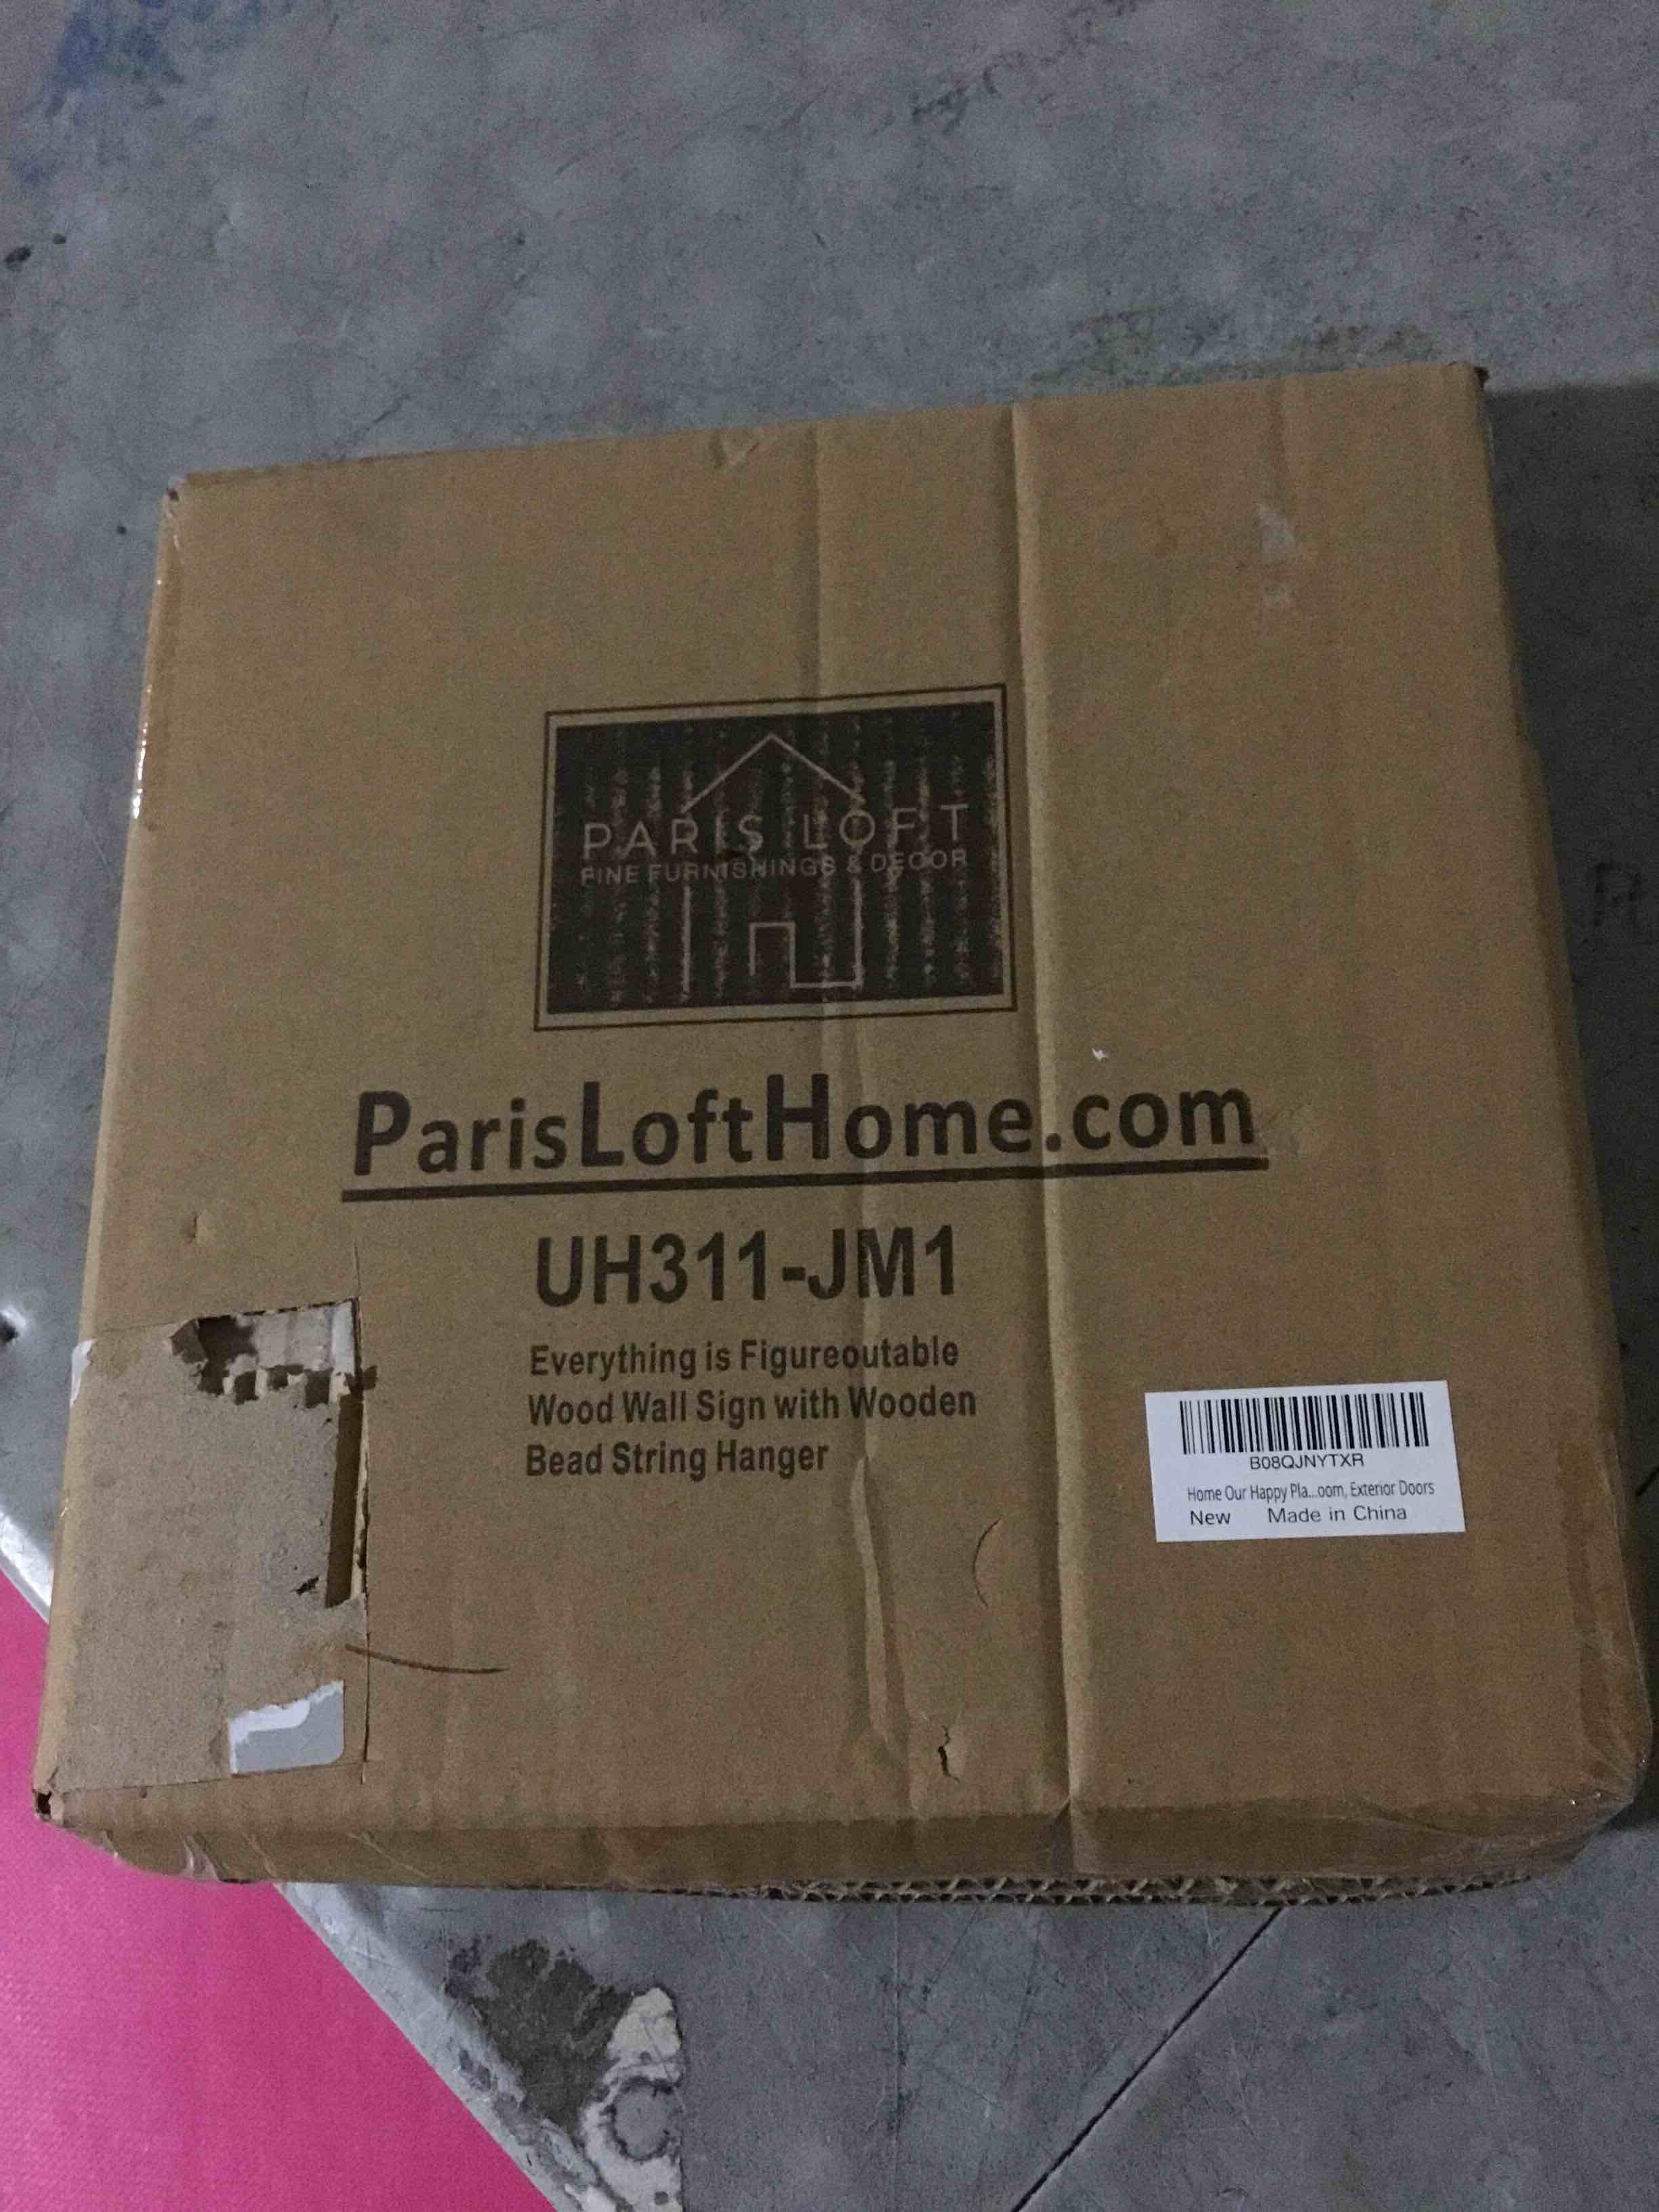 PARIS LOFT
FINE FURNISHINGS & DECOR
ParisLoftHome.com
UH311-JM1
Everything is Figureoutable
Wood Wall Sign with Wooden
Bead String Hanger
B08QJNYTXR
Home Our Happy Pla...oom, Exterior Doors
New Made in China